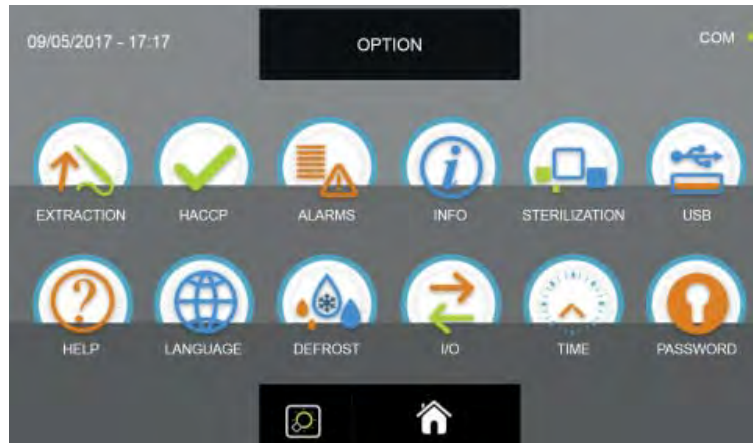 09/05/2017 - 17:17
OPTION
COM
EXTRACTION
HACCP
ALARMS
INFO
STERILIZATION
USB
HELP
LANGUAGE
DEFROST
I/O
TIME
PASSWORD